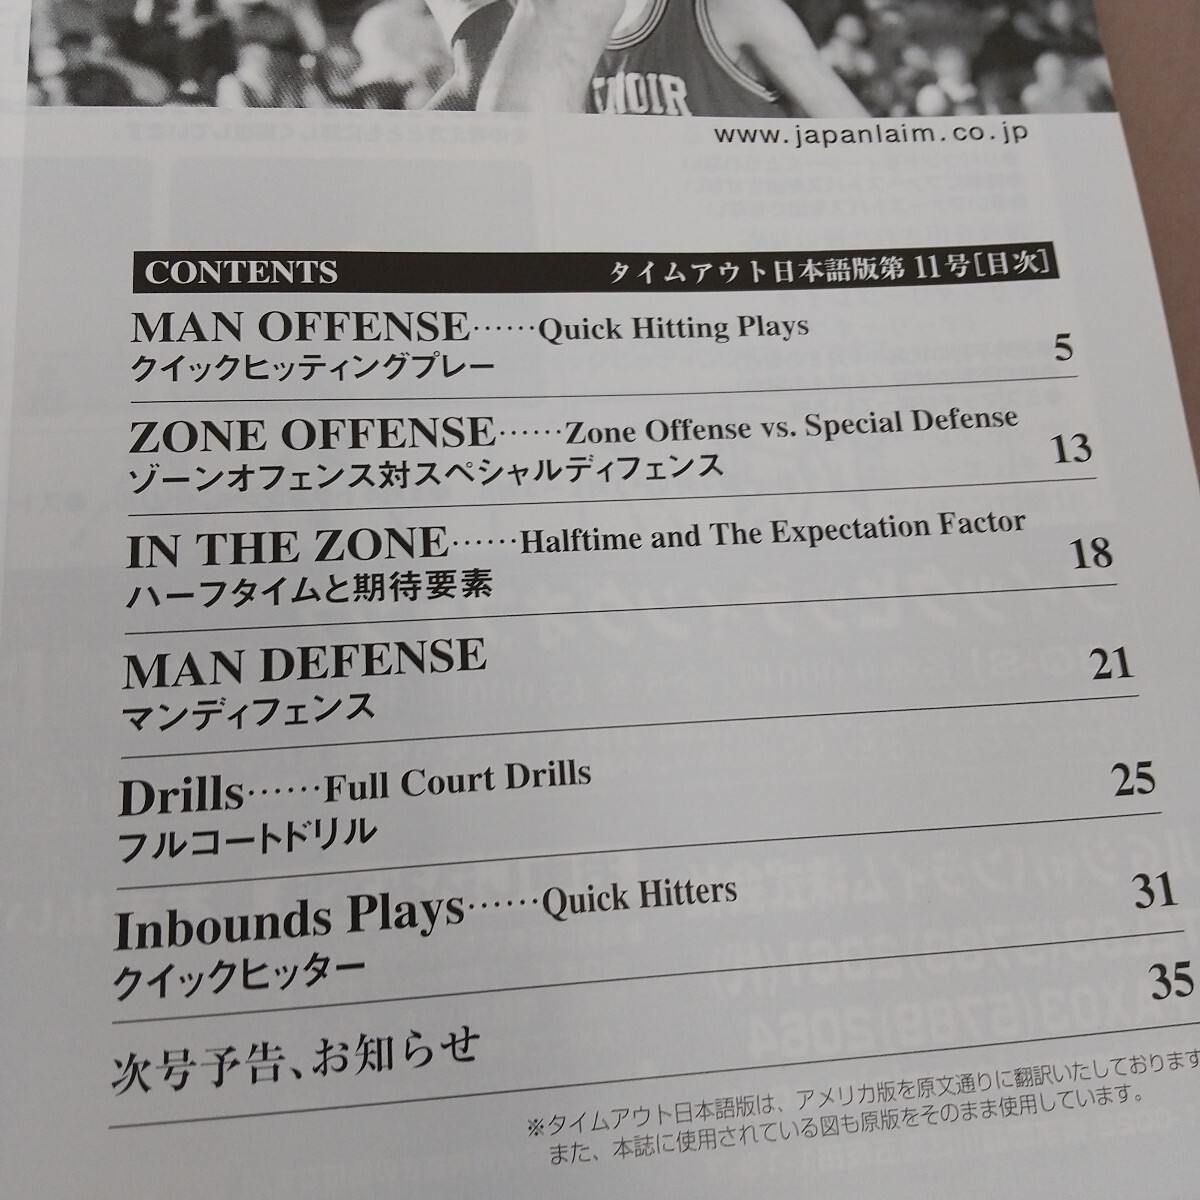 NOIR
www.japanlaim.co.jp
CONTENTS タイムアウト日本語版第11号[目次]
MAN OFFENSE……Quick Hitting Plays
クイックヒッティングプレー 5
ZONE OFFENSE……Zone Offense vs. Special Defense
ゾーンオフェンス対スペシャルディフェンス 13
IN THE ZONE……Halftime and The Expectation Factor
ハーフタイムと期待要素 18
MAN DEFENSE
マンディフェンス 21
Drills……Full Court Drills
フルコートドリル 25
Inbounds Plays……Quick Hitters
クイックヒッター 31
次号予告、お知らせ 35
※タイムアウト日本語版は、アメリカ版を原文通りに翻訳いたしております
また、本誌に使用されている図も原版をそのまま使用しています。